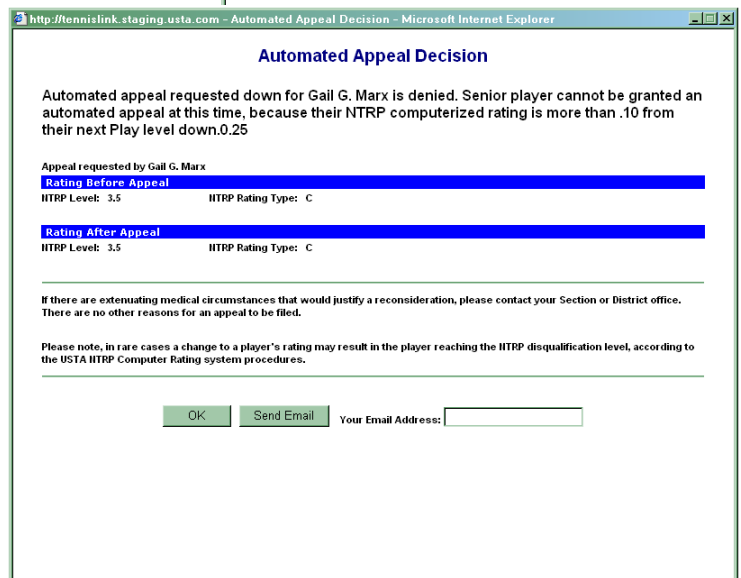 http://tennislink.staging.usta.com - Automated Appeal Decision - Microsoft Internet Explorer
Automated Appeal Decision
Automated appeal requested down for Gail G. Marx is denied. Senior player cannot be granted an
automated appeal at this time, because their NTRP computerized rating is more than .10 from
their next Play level down.0.25
Appeal requested by Gail G. Marx
Rating Before Appeal
NTRP Level: 3.5 NTRP Rating Type: C
Rating After Appeal
NTRP Level: 3.5 NTRP Rating Type: C
If there are extenuating medical circumstances that would justify a reconsideration, please contact your Section or District office.
There are no other reasons for an appeal to be filed.
Please note, in rare cases a change to a player's rating may result in the player reaching the NTRP disqualification level, according to
the USTA NTRP Computer Rating system procedures.
OK Send Email Your Email Address: